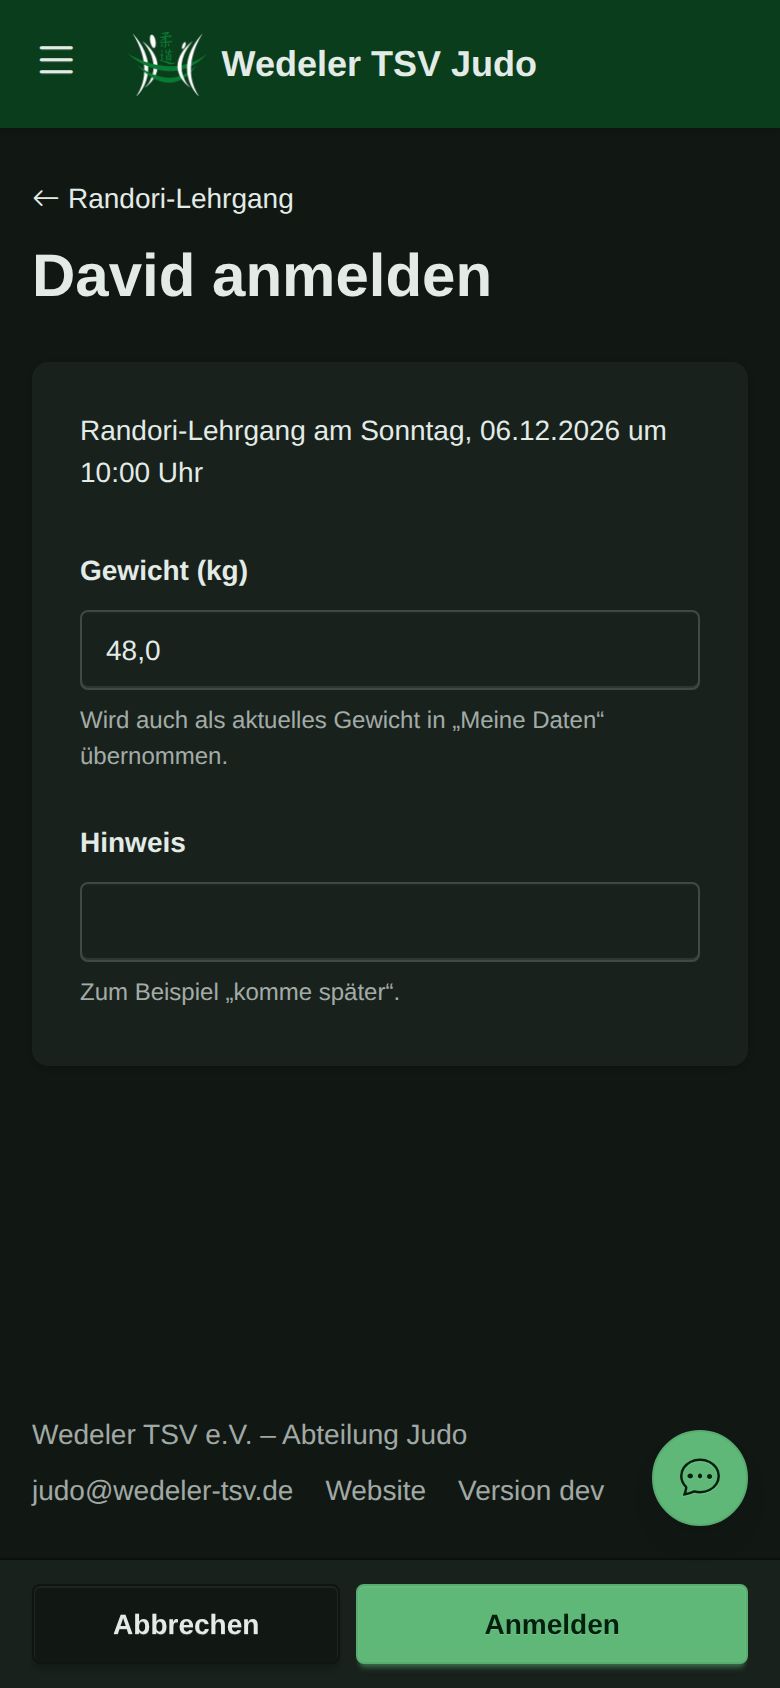 柔道
Wedeler TSV Judo
← Randori-Lehrgang
David anmelden
Randori-Lehrgang am Sonntag, 06.12.2026 um
10:00 Uhr
Gewicht (kg)
48,0
Wird auch als aktuelles Gewicht in „Meine Daten“
übernommen.
Hinweis
Zum Beispiel „komme später“.
Wedeler TSV e.V. – Abteilung Judo
judo@wedeler-tsv.de Website Version dev
Abbrechen Anmelden